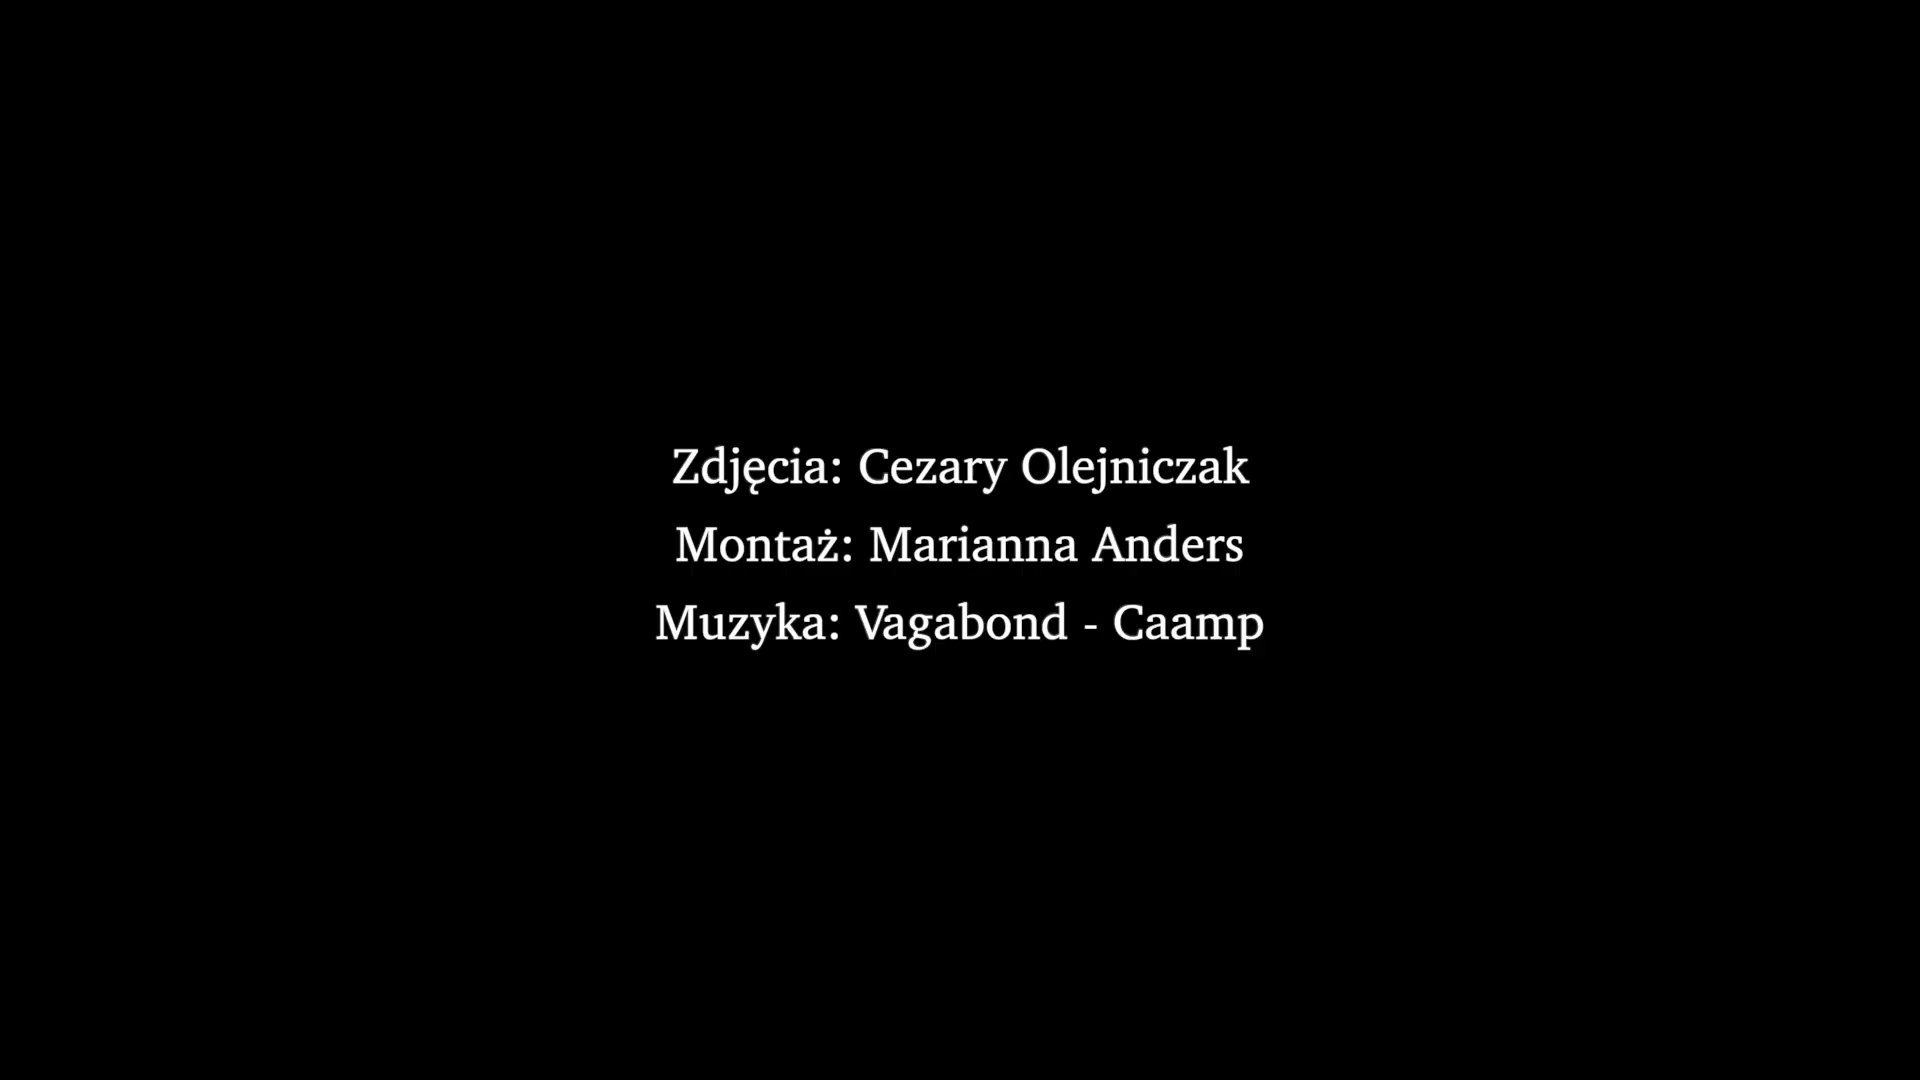 Zdjęcia: Cezary Olejniczak
Montaż: Marianna Anders
Muzyka: Vagabond - Caamp